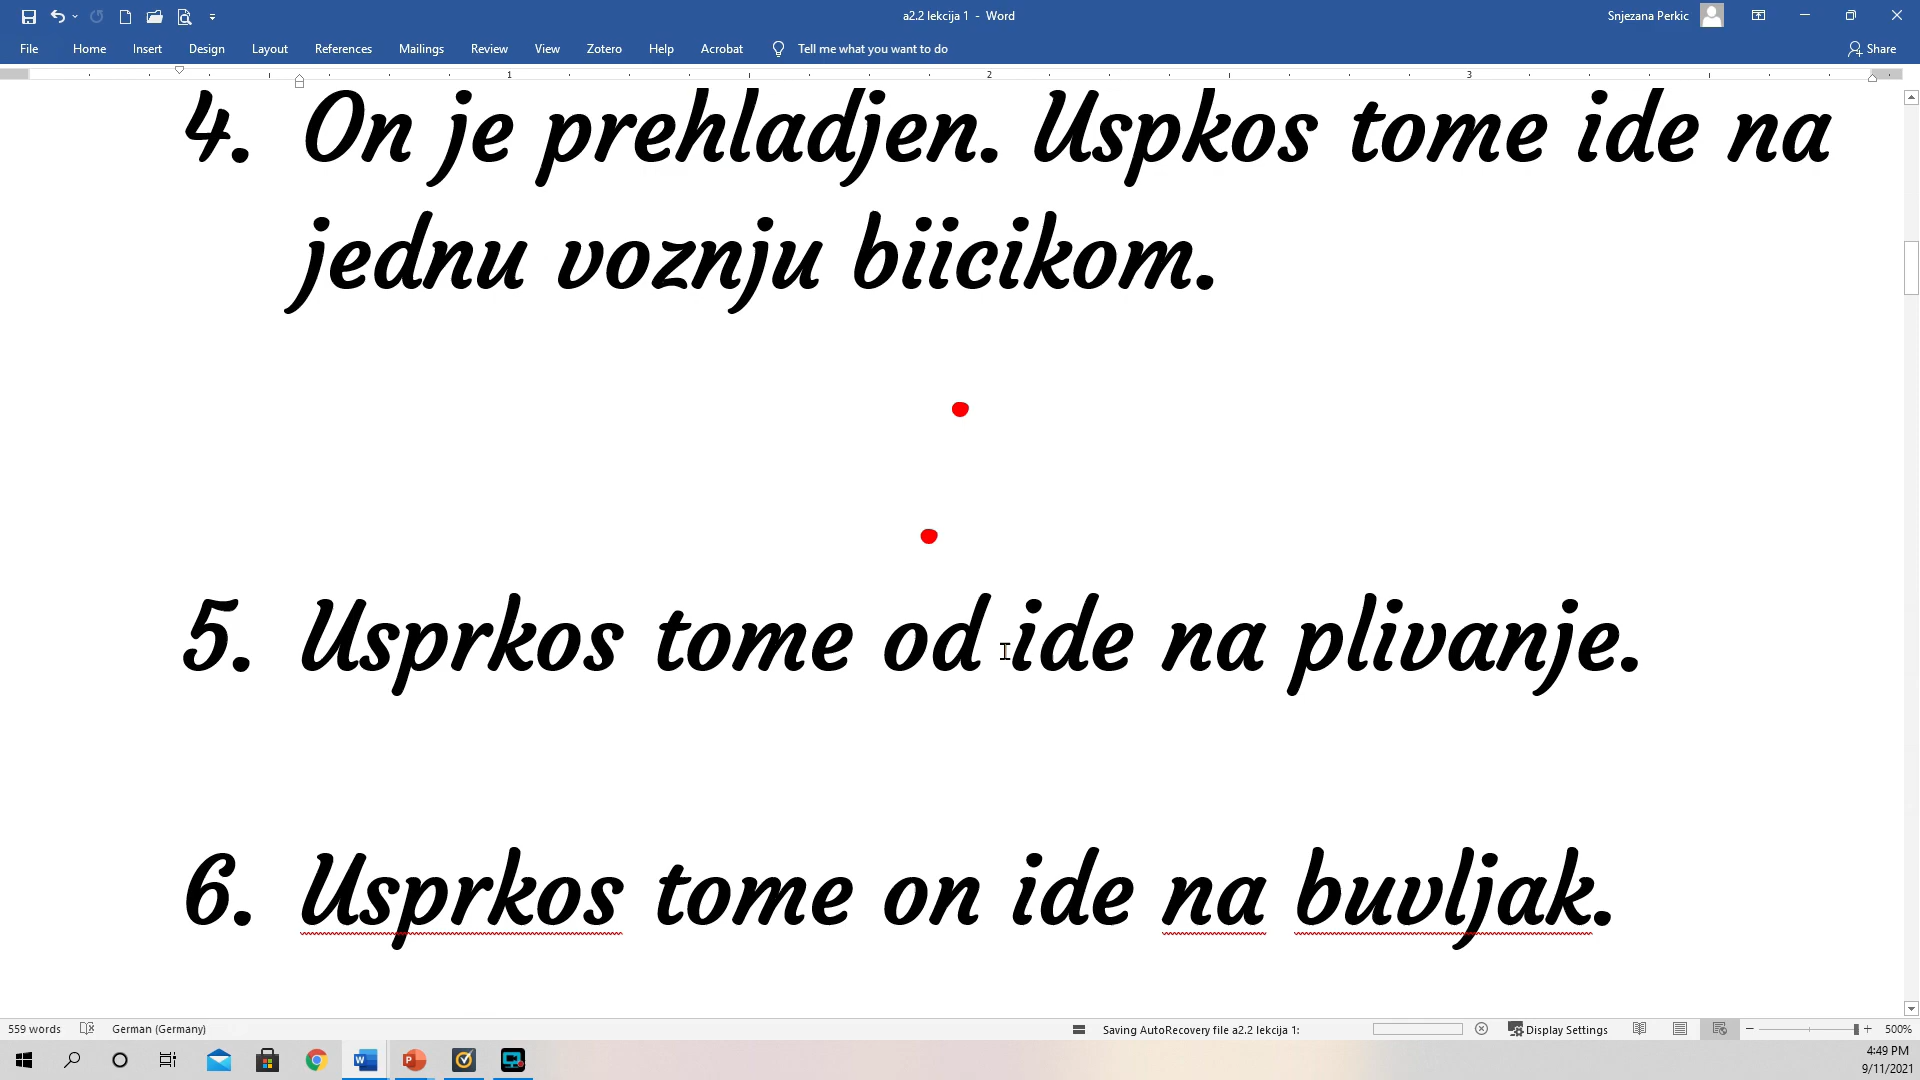 a2.2 lekcija 1 - Word
Snjezana Perkic
File Home Insert Design Layout References Mailings Review View Zotero Help Acrobat Tell me what you want to do Share
1 2 3
4. On je prehladjen. Uspkos tome ide na
jednu voznju biicikom.
5. Usprkos tome od ide na plivanje.
6. Usprkos tome on ide na buvljak.
559 words German (Germany) Saving AutoRecovery file a2.2 lekcija 1: Display Settings 500%
4:49 PM
9/11/2021